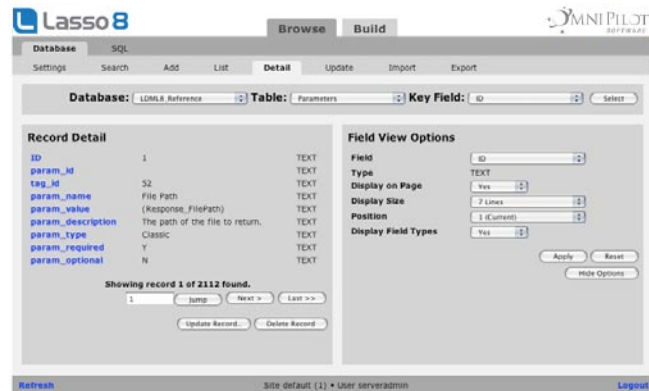 Lasso 8
OMNIPILOT
SOFTWARE
Browse Build
Database SQL
Settings Search Add List Detail Update Import Export
Database: LDML8_Reference Table: Parameters Key Field: ID Select
Record Detail
ID 1 TEXT
param_id TEXT
tag_id 52 TEXT
param_name File Path TEXT
param_value (Response_FilePath) TEXT
param_description The path of the file to return. TEXT
param_type Classic TEXT
param_required Y TEXT
param_optional N TEXT
Showing record 1 of 2112 found.
1 Jump Next > Last >>
Update Record... Delete Record
Field View Options
Field ID
Type TEXT
Display on Page Yes
Display Size 7 Lines
Position 1 (Current)
Display Field Types Yes
Apply Reset
Hide Options
Refresh Site default (1) • User serveradmin Logout